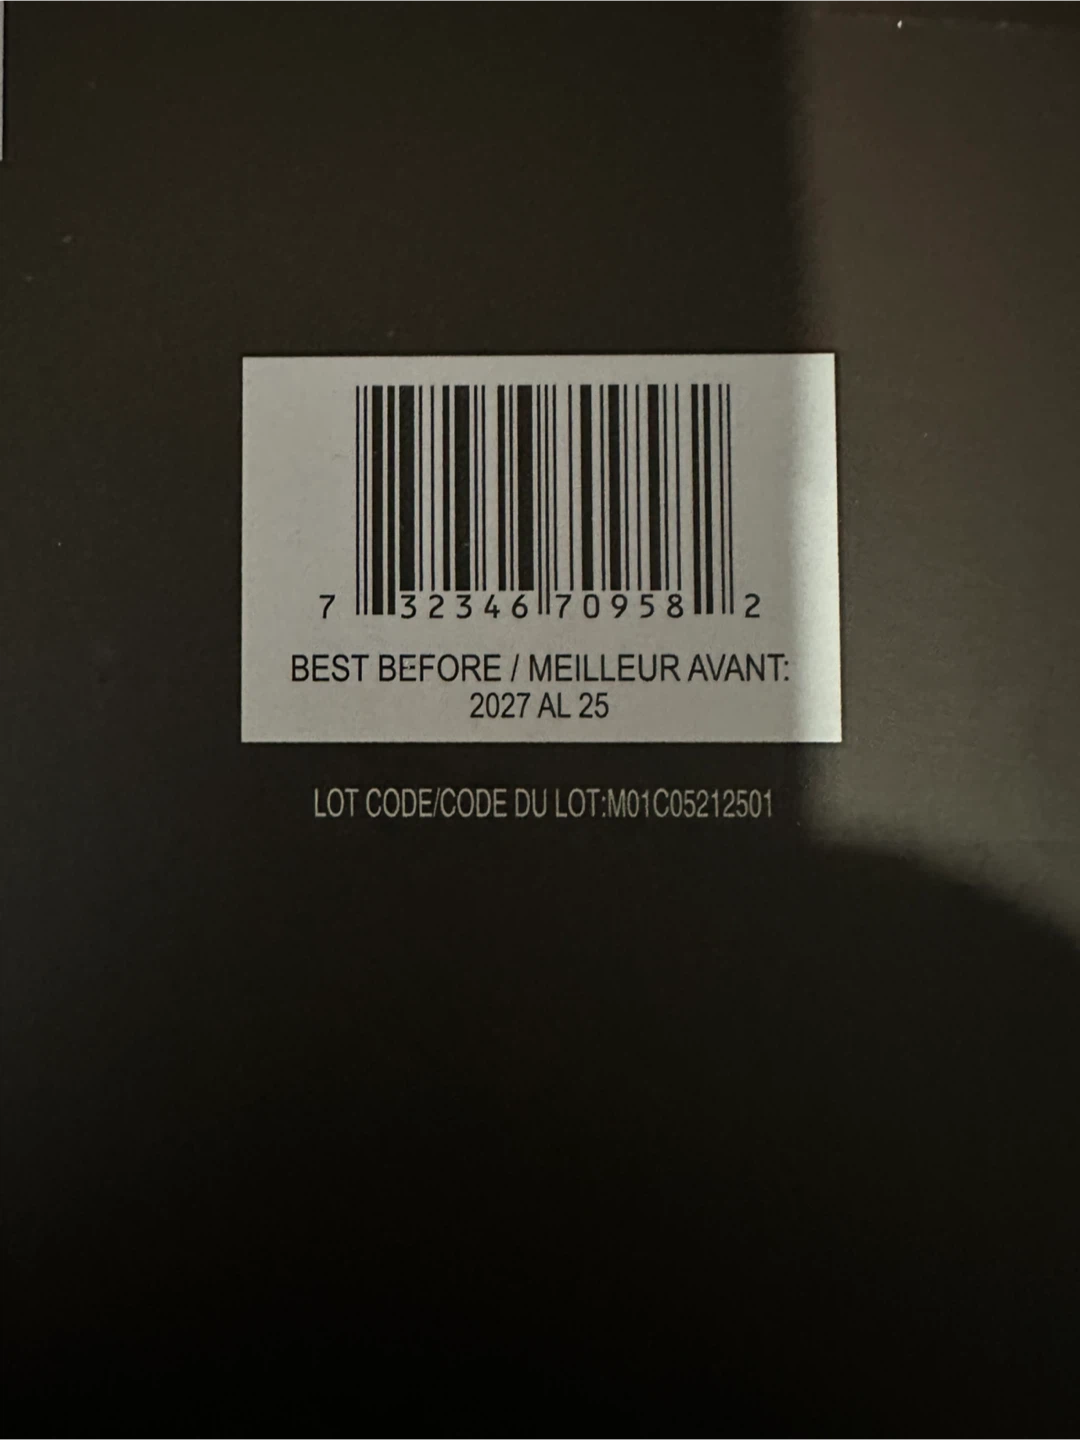 7 32346 70958 2
BEST BEFORE / MEILLEUR AVANT:
2027 AL 25
LOT CODE/CODE DU LOT:M01C05212501